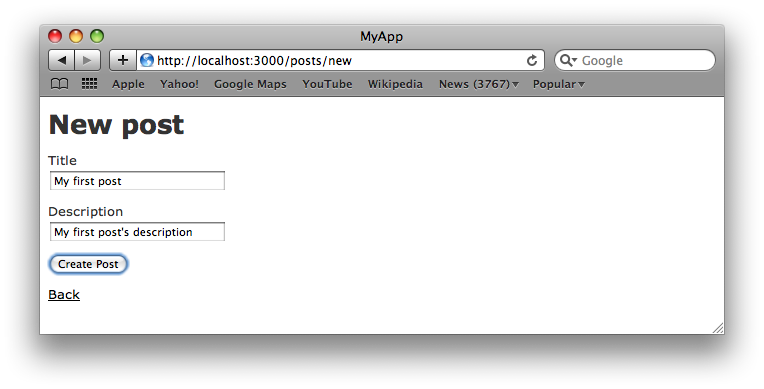 MyApp
http://localhost:3000/posts/new
Google
Apple Yahoo! Google Maps YouTube Wikipedia News (3767) Popular
New post
Title
My first post
Description
My first post's description
Create Post
Back